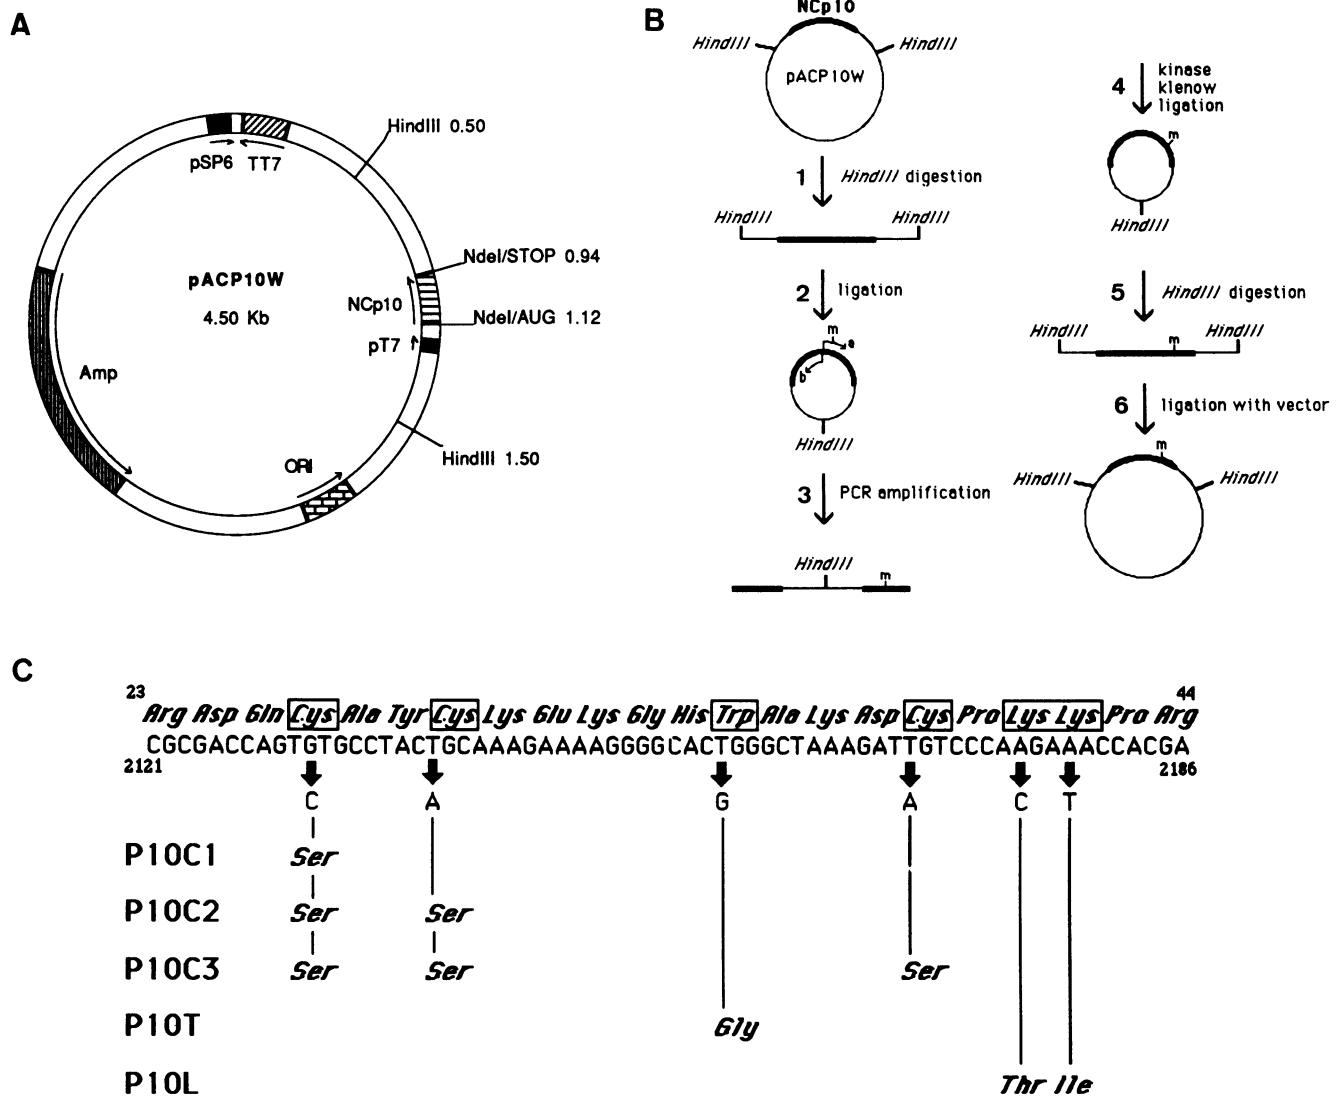 A
pSP6 TT7
HindIII 0.50
NdeI/STOP 0.94
pACP10W
4.50 Kb
NCp10
NdeI/AUG 1.12
pT7
Amp
HindIII 1.50
ORI
B
NCp10
HindIII HindIII
pACP10W
1 HindIII digestion
HindIII HindIII
2 ligation
m
a
b
HindIII
3 PCR amplification
HindIII
m
4 kinase
klenow
ligation
m
HindIII
5 HindIII digestion
HindIII HindIII
m
6 ligation with vector
m
HindIII HindIII
C
23 44
Arg Asp Gln Cys Ala Tyr Cys Lys Glu Lys Gly His Trp Ala Lys Asp Cys Pro Lys Lys Pro Arg
CGCGACCAGTGTGCCTACTGCAAAGAAAAGGGGCACTGGGCTAAAGATTGTCCCAAGAAACCACGA
2121 2186
C A G A C T
P10C1 Ser
P10C2 Ser Ser
P10C3 Ser Ser Ser
P10T Gly
P10L Thr Ile